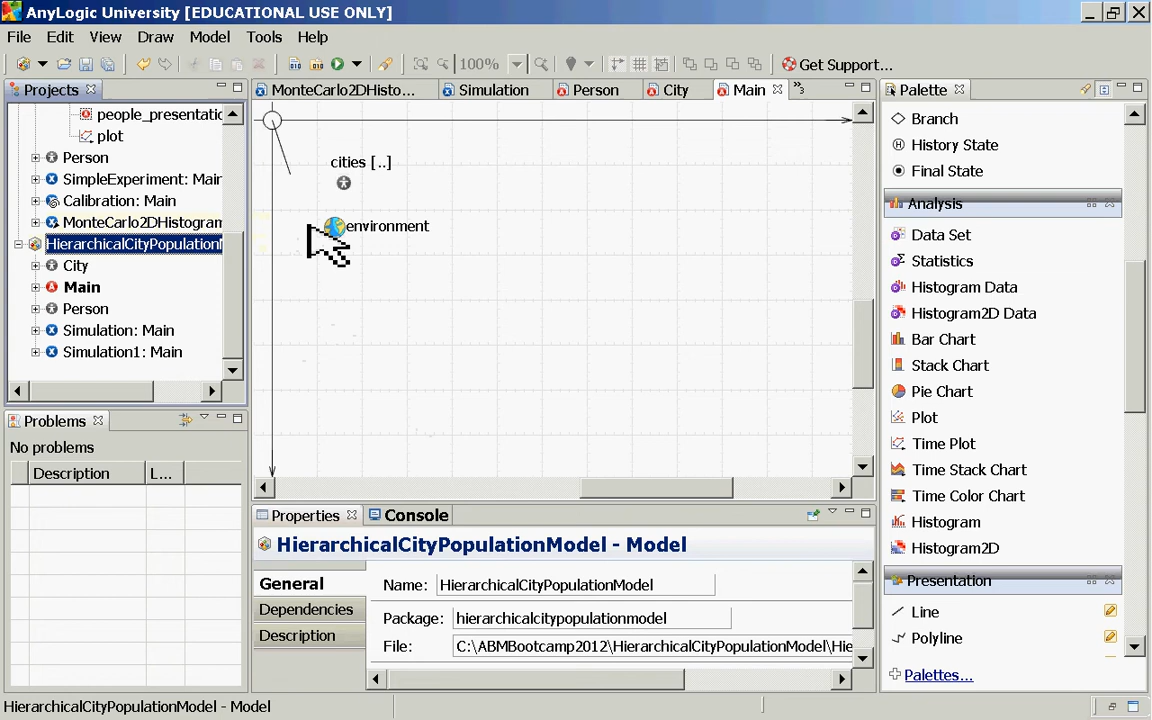 AnyLogic University [EDUCATIONAL USE ONLY]
File Edit View Draw Model Tools Help
100% Get Support...
Projects
people_presentatio
plot
Person
SimpleExperiment: Main
Calibration: Main
MonteCarlo2DHistogram
HierarchicalCityPopulation
City
Main
Person
Simulation: Main
Simulation1: Main
Problems
No problems
Description L...
MonteCarlo2DHisto... Simulation Person City Main 3
cities [..]
environment
Properties Console
HierarchicalCityPopulationModel - Model
General
Dependencies
Description
Name: HierarchicalCityPopulationModel
Package: hierarchicalcitypopulationmodel
File: C:\ABMBootcamp2012\HierarchicalCityPopulationModel\Hie
Palette
Branch
History State
Final State
Analysis
Data Set
Statistics
Histogram Data
Histogram2D Data
Bar Chart
Stack Chart
Pie Chart
Plot
Time Plot
Time Stack Chart
Time Color Chart
Histogram
Histogram2D
Presentation
Line
Polyline
Palettes...
HierarchicalCityPopulationModel - Model